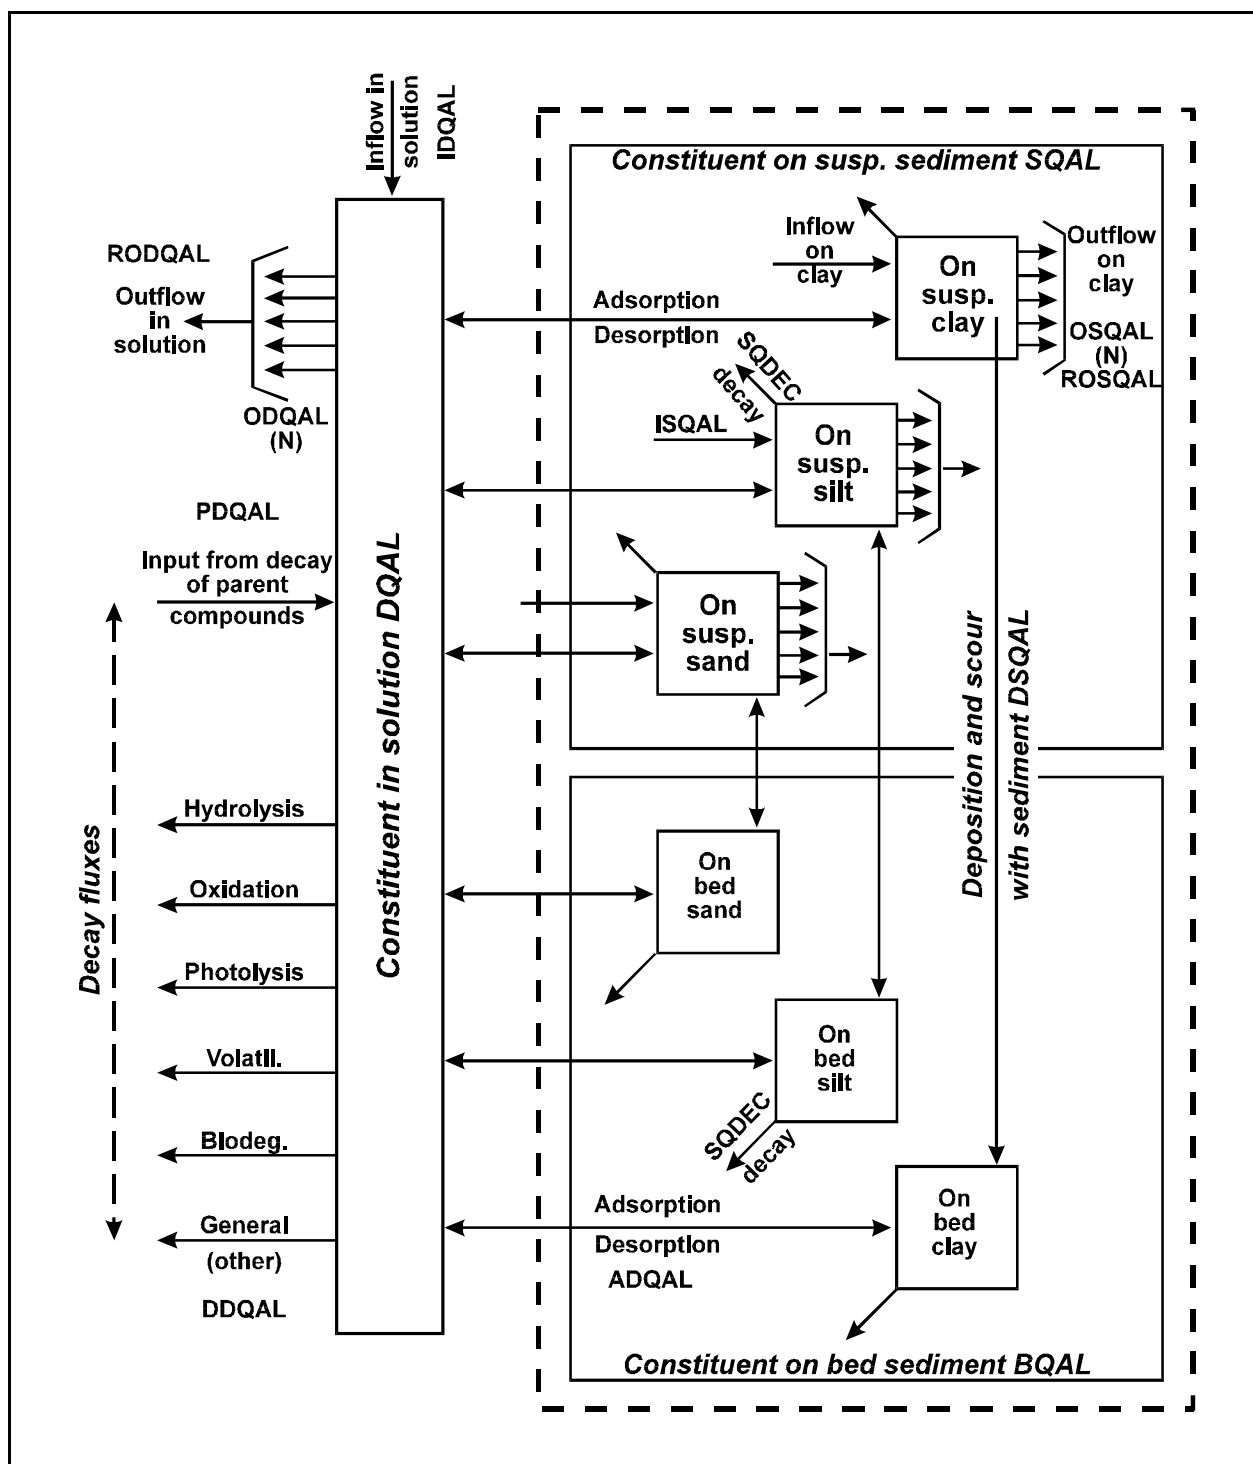 Inflow in
solution
IDQAL
Constituent on susp. sediment SQAL
RODQAL
Outflow
in
solution
ODQAL
(N)
Inflow
on
clay
On
susp.
clay
Outflow
on
clay
OSQAL
(N)
ROSQAL
Adsorption
Desorption
SQDEC
decay
ISQAL
On
susp.
silt
PDQAL
Input from decay
of parent
compounds
Constituent in solution DQAL
On
susp.
sand
Deposition and scour
with sediment DSQAL
Decay fluxes
Hydrolysis
Oxidation
Photolysis
Volatil.
Biodeg.
General
(other)
DDQAL
On
bed
sand
On
bed
silt
SQDEC
decay
Adsorption
Desorption
ADQAL
On
bed
clay
Constituent on bed sediment BQAL